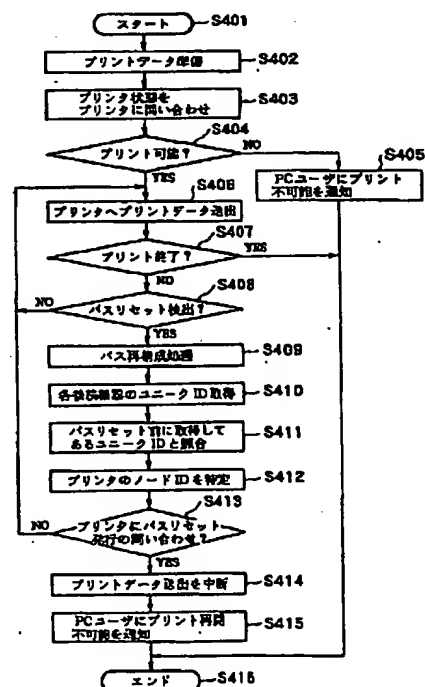 スタート S401
プリントデータ準備 S402
プリンタ状態を
プリンタに問い合わせ S403
S404
プリント可能? NO
YES
S405
PCユーザにプリント
不可能を通知
S406
プリンタへプリントデータ送出
S407
プリント終了? YES
NO
S408
NO バスリセット検出?
YES
バス再構成処理 S409
各接続機器のユニークID取得 S410
バスリセット前に取得して
あるユニークIDと照合 S411
プリンタのノードIDを特定 S412
S413
NO プリンタにバスリセット
発行の問い合わせ?
YES
プリントデータ送出を中断 S414
PCユーザにプリント再開
不可能を通知 S415
エンド S416